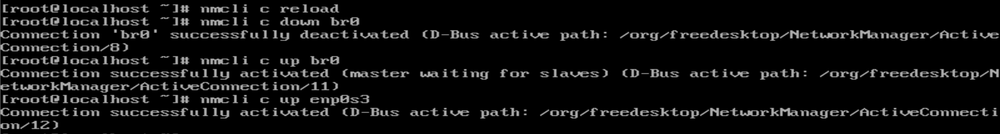 [root@localhost ~]# nmcli c reload
[root@localhost ~]# nmcli c down br0
Connection 'br0' successfully deactivated (D-Bus active path: /org/freedesktop/NetworkManager/Active
Connection/8)
[root@localhost ~]# nmcli c up br0
Connection successfully activated (master waiting for slaves) (D-Bus active path: /org/freedesktop/N
etworkManager/ActiveConnection/11)
[root@localhost ~]# nmcli c up enp0s3
Connection successfully activated (D-Bus active path: /org/freedesktop/NetworkManager/ActiveConnecti
on/12)